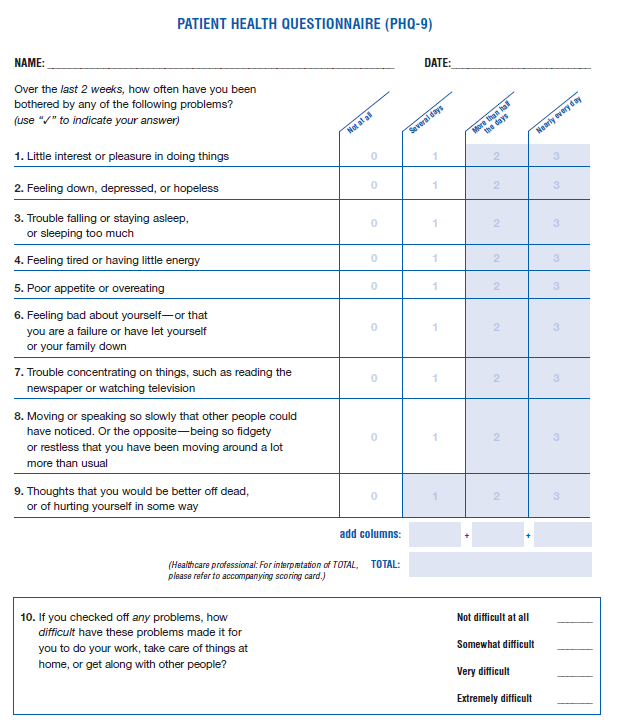 PATIENT HEALTH QUESTIONNAIRE (PHQ-9)
NAME: DATE:
Over the last 2 weeks, how often have you been
bothered by any of the following problems?
(use “✓” to indicate your answer)
Not at all
Several days
More than half
the days
Nearly every day
1. Little interest or pleasure in doing things 0 1 2 3
2. Feeling down, depressed, or hopeless 0 1 2 3
3. Trouble falling or staying asleep,
or sleeping too much 0 1 2 3
4. Feeling tired or having little energy 0 1 2 3
5. Poor appetite or overeating 0 1 2 3
6. Feeling bad about yourself—or that
you are a failure or have let yourself 0 1 2 3
or your family down
7. Trouble concentrating on things, such as reading the 0 1 2 3
newspaper or watching television
8. Moving or speaking so slowly that other people could
have noticed. Or the opposite—being so fidgety 0 1 2 3
or restless that you have been moving around a lot
more than usual
9. Thoughts that you would be better off dead, 0 1 2 3
or of hurting yourself in some way
add columns: + +
(Healthcare professional: For interpretation of TOTAL, TOTAL:
please refer to accompanying scoring card.)
10. If you checked off any problems, how Not difficult at all
difficult have these problems made it for
you to do your work, take care of things at Somewhat difficult
home, or get along with other people?
Very difficult
Extremely difficult